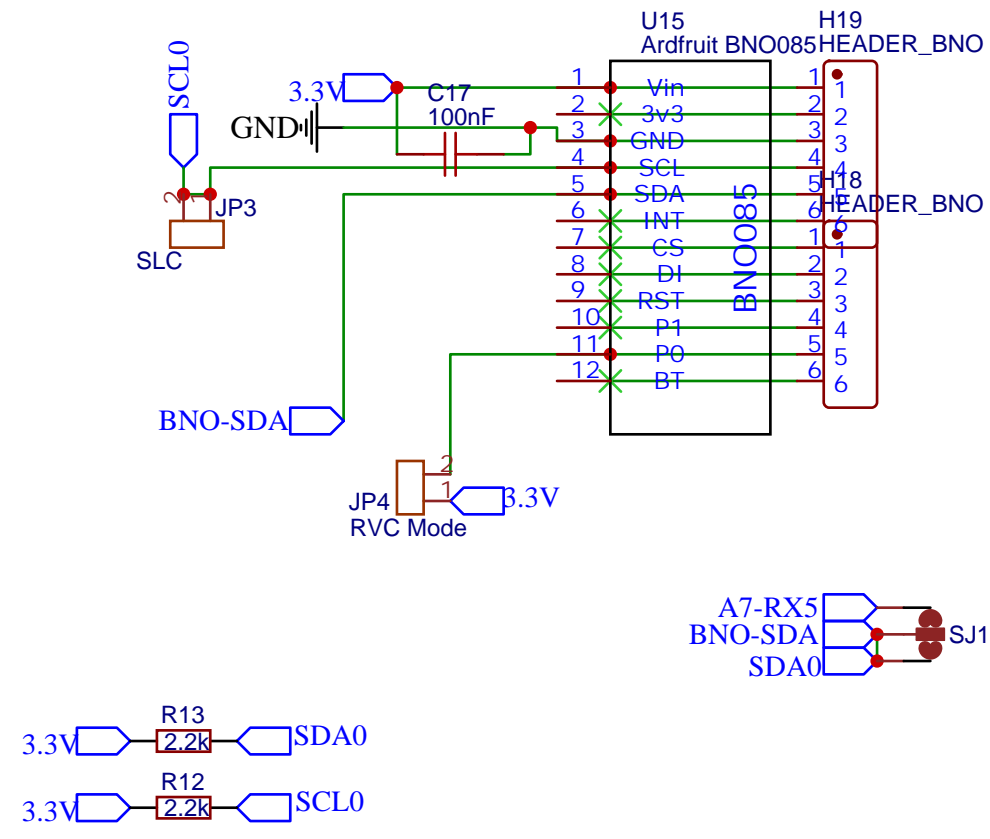 U15
Ardfruit BNO085
H19
HEADER_BNO
SCL0
3.3V
C17
100nF
GND
1 Vin 1 1
2 3v3 2 2
3 GND 3 3
4 SCL 4 4
5 SDA 5 5
6 INT 6 6
7 CS 1 1
8 DI 2 2
9 RST 3 3
10 P1 4 4
11 P0 5 5
12 BT 6 6
BNO085
H18
HEADER_BNO
2 1
JP3
SLC
BNO-SDA
2
1
JP4
RVC Mode
3.3V
A7-RX5
BNO-SDA
SDA0
SJ1
R13
3.3V 2.2k SDA0
R12
3.3V 2.2k SCL0